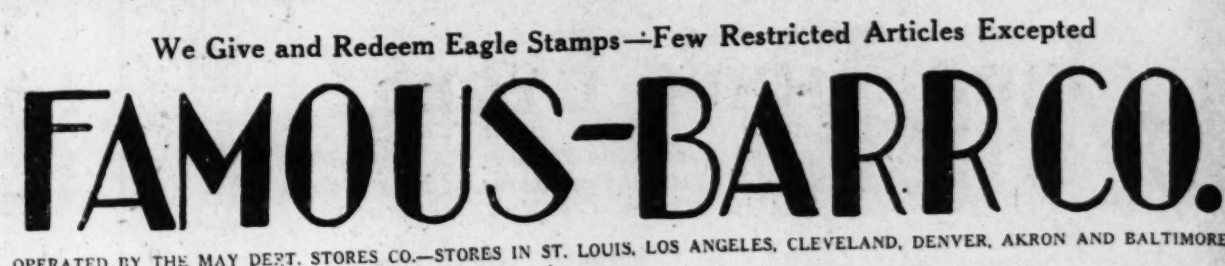 We Give and Redeem Eagle Stamps—Few Restricted Articles Excepted
FAMOUS-BARR CO.
OPERATED BY THE MAY DEPT. STORES CO.—STORES IN ST. LOUIS, LOS ANGELES, CLEVELAND, DENVER, AKRON AND BALTIMORE